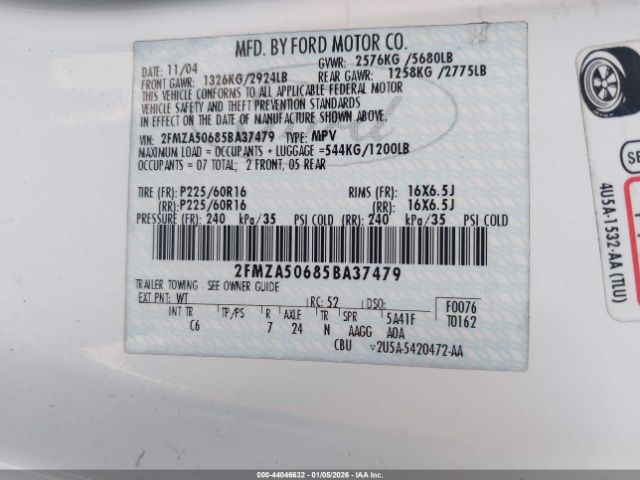 MFD. BY FORD MOTOR CO.
DATE: 11/04 GVWR: 2576KG /5680LB
FRONT GAWR: 1326KG/2924LB REAR GAWR: 1258KG /2775LB
THIS VEHICLE CONFORMS TO ALL APPLICABLE FEDERAL MOTOR
VEHICLE SAFETY, BUMPER, AND THEFT PREVENTION STANDARDS
IN EFFECT ON THE DATE OF MANUFACTURE SHOWN ABOVE.
VIN: 2FMZA50685BA37479 TYPE: MPV
MAXIMUM LOAD = OCCUPANTS + LUGGAGE = 544KG/1200LB
OCCUPANTS = 07 TOTAL; 2 FRONT, 05 REAR
TIRE (FR): P225/60R16 RIMS (FR): 16X6.5J
(RR): P225/60R16 (RR): 16X6.5J
PRESSURE (FR): 240 kPa/35 PSI COLD (RR): 240 kPa/35 PSI COLD
2FMZA50685BA37479
TRAILER TOWING - SEE OWNER GUIDE
EXT PNT: WT RC: 52 DSO: F0076
INT TR TP/PS R AXLE TR SPR 5A41F T0162
C6 7 24 N AAGG A0A
CBU ▽2U5A-5420472-AA
4U5A-1532-AA (TLU)
SE
000-44046632 - 01/05/2026 - IAAI, INC.